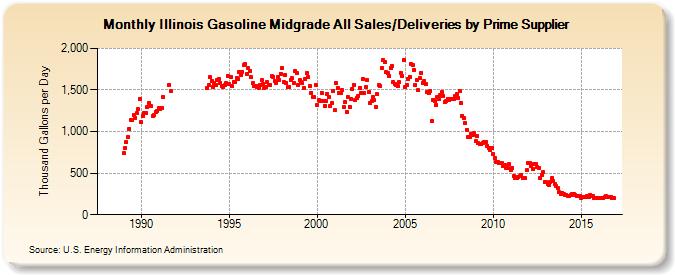 Monthly Illinois Gasoline Midgrade All Sales/Deliveries by Prime Supplier
Thousand Gallons per Day
2,000
1,500
1,000
500
0
1990 1995 2000 2005 2010 2015
Source: U.S. Energy Information Administration